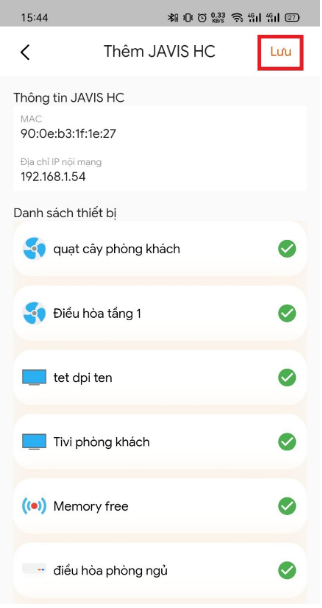 15:44
0.33
KB/s
4G
4G
27
Thêm JAVIS HC
Lưu
Thông tin JAVIS HC
MAC
90:0e:b3:1f:1e:27
Địa chỉ IP nội mạng
192.168.1.54
Danh sách thiết bị
quạt cây phòng khách
Điều hòa tầng 1
tet dpi ten
Tivi phòng khách
Memory free
điều hòa phòng ngủ